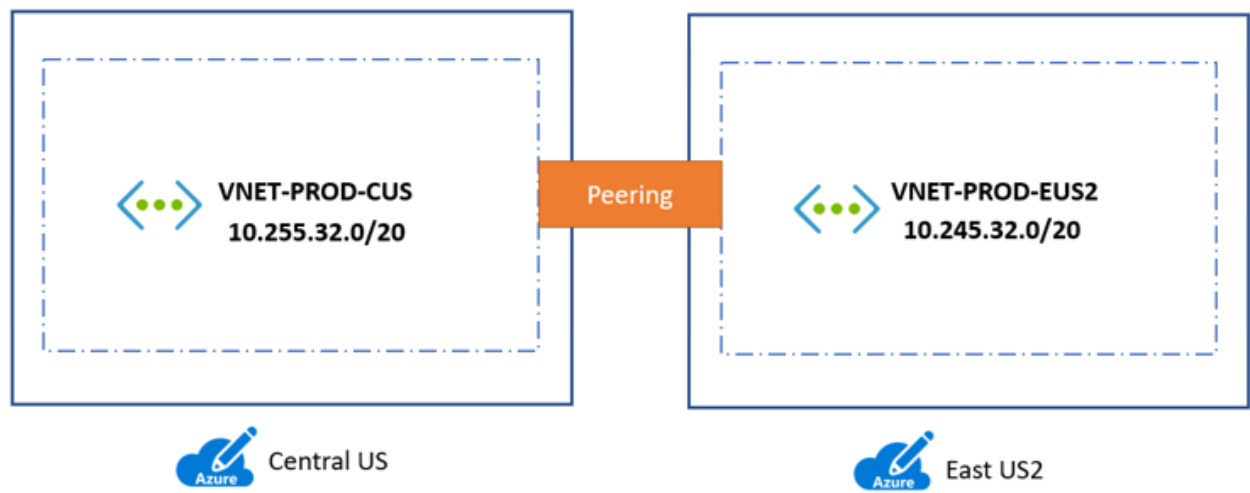 VNET-PROD-CUS
10.255.32.0/20
Peering
VNET-PROD-EUS2
10.245.32.0/20
Azure
Central US
Azure
East US2